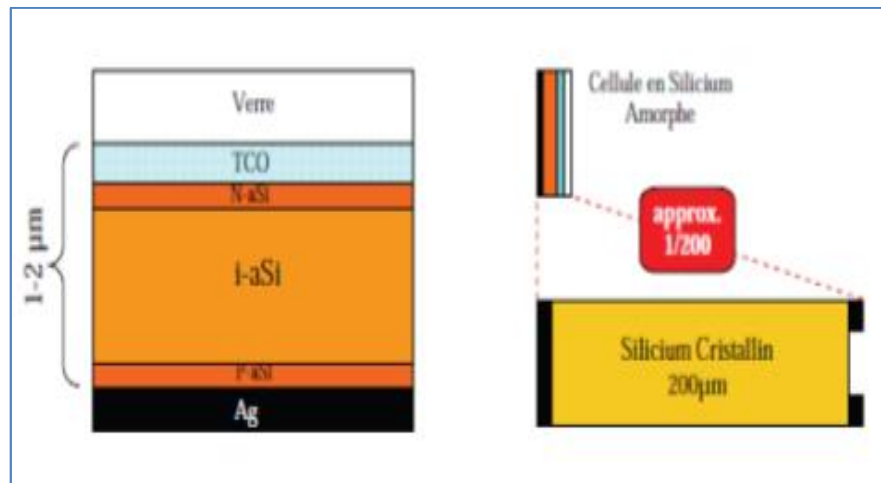 Verre
TCO
N-aSi
i-aSi
P-aSi
Ag
1-2 µm
Cellule en Silicium
Amorphe
approx.
1/200
Silicium Cristallin
200µm